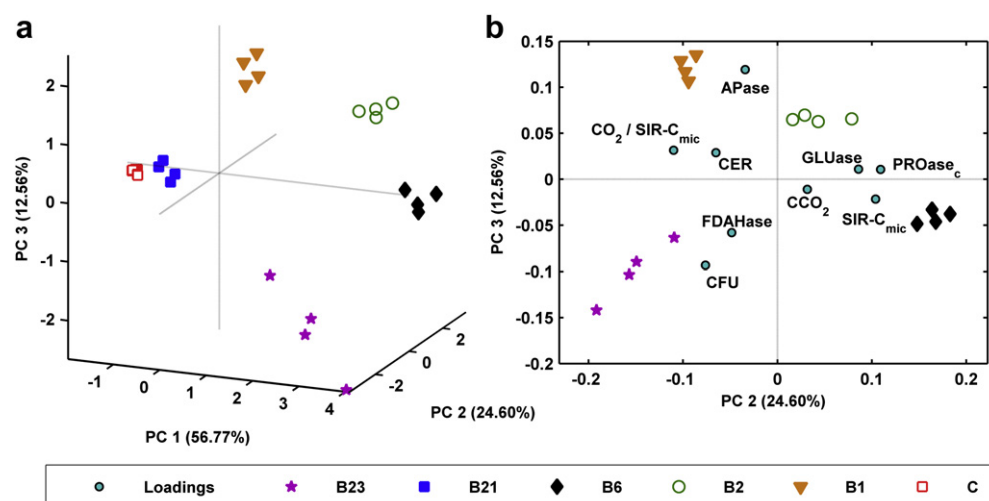 a
b
2
1
0
-1
-2
PC 3 (12.56%)
-1
0
1
2
3
4
PC 1 (56.77%)
-2
0
2
PC 2 (24.60%)
0.15
0.1
0.05
0
-0.05
-0.1
-0.15
-0.2
PC 3 (12.56%)
-0.2
-0.1
0
0.1
0.2
PC 2 (24.60%)
APase
CO2 / SIR-Cmic
CER
GLUase
PROasec
CCO2
SIR-Cmic
FDAHase
CFU
Loadings B23 B21 B6 B2 B1 C